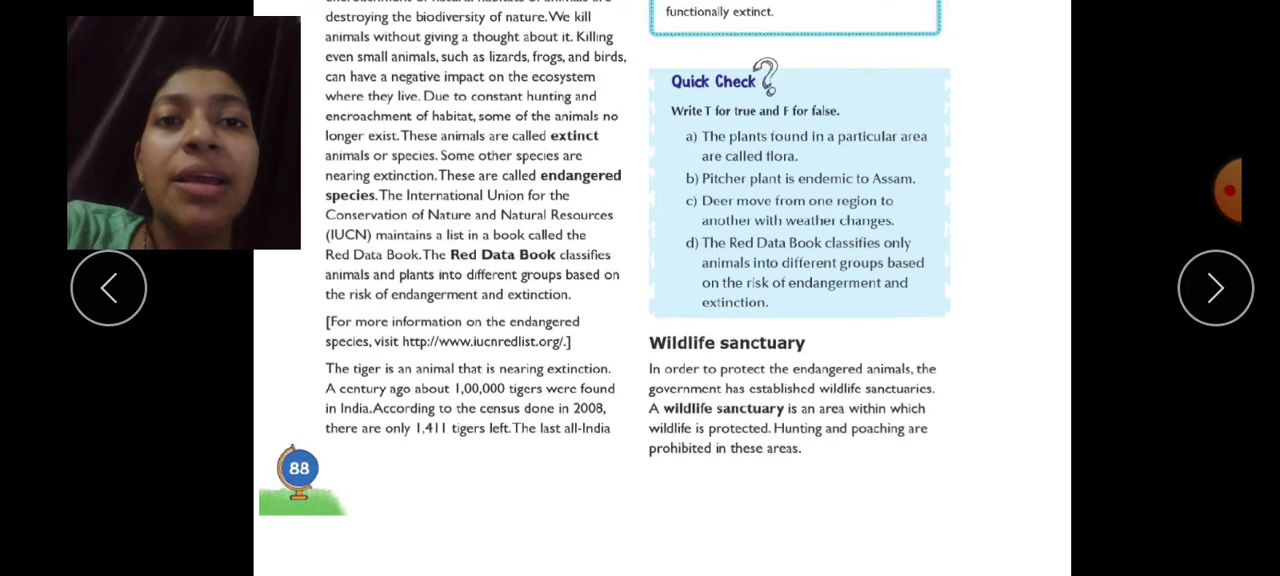 destroying the biodiversity of nature. We kill
animals without giving a thought about it. Killing
even small animals, such as lizards, frogs, and birds,
can have a negative impact on the ecosystem
where they live. Due to constant hunting and
encroachment of habitat, some of the animals no
longer exist. These animals are called extinct
animals or species. Some other species are
nearing extinction. These are called endangered
species. The International Union for the
Conservation of Nature and Natural Resources
(IUCN) maintains a list in a book called the
Red Data Book. The Red Data Book classifies
animals and plants into different groups based on
the risk of endangerment and extinction.
[For more information on the endangered
species, visit http://www.iucnredlist.org/.]
The tiger is an animal that is nearing extinction.
A century ago about 1,00,000 tigers were found
in India. According to the census done in 2008,
there are only 1,411 tigers left. The last all-India
88
functionally extinct.
Quick Check ?
Write T for true and F for false.
a) The plants found in a particular area
are called flora.
b) Pitcher plant is endemic to Assam.
c) Deer move from one region to
another with weather changes.
d) The Red Data Book classifies only
animals into different groups based
on the risk of endangerment and
extinction.
Wildlife sanctuary
In order to protect the endangered animals, the
government has established wildlife sanctuaries.
A wildlife sanctuary is an area within which
wildlife is protected. Hunting and poaching are
prohibited in these areas.